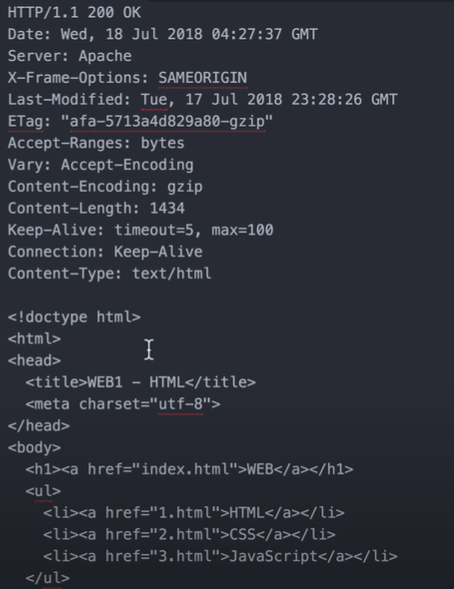 HTTP/1.1 200 OK
Date: Wed, 18 Jul 2018 04:27:37 GMT
Server: Apache
X-Frame-Options: SAMEORIGIN
Last-Modified: Tue, 17 Jul 2018 23:28:26 GMT
ETag: "afa-5713a4d829a80-gzip"
Accept-Ranges: bytes
Vary: Accept-Encoding
Content-Encoding: gzip
Content-Length: 1434
Keep-Alive: timeout=5, max=100
Connection: Keep-Alive
Content-Type: text/html

<!doctype html>
<html>
<head>
  <title>WEB1 - HTML</title>
  <meta charset="utf-8">
</head>
<body>
  <h1><a href="index.html">WEB</a></h1>
  <ul>
    <li><a href="1.html">HTML</a></li>
    <li><a href="2.html">CSS</a></li>
    <li><a href="3.html">JavaScript</a></li>
  </ul>